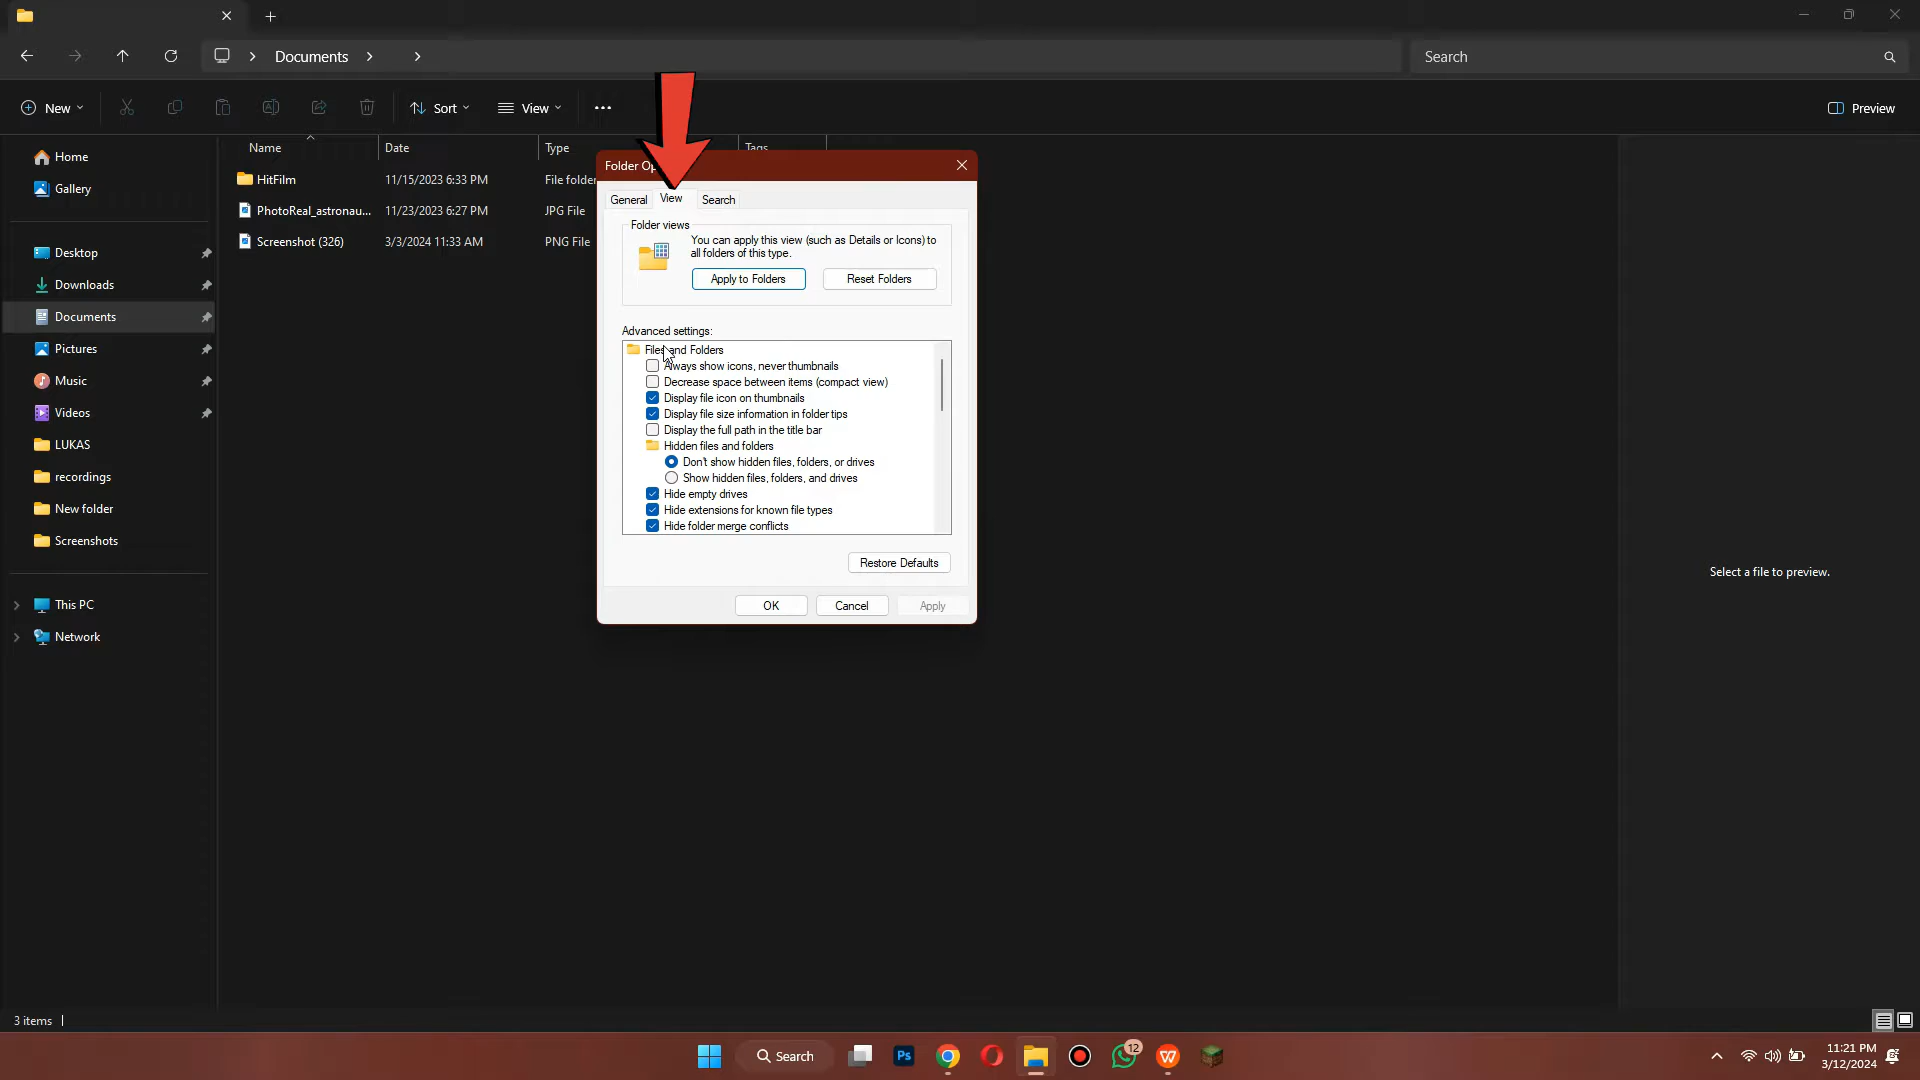 Documents
Search
New
Sort
View
Preview
Name
Date
Type
Tags
Home
Gallery
HitFilm
11/15/2023 6:33 PM
File folder
PhotoReal_astronau...
11/23/2023 6:27 PM
JPG File
Screenshot (326)
3/3/2024 11:33 AM
PNG File
Desktop
Downloads
Documents
Pictures
Music
Videos
LUKAS
recordings
New folder
Screenshots
This PC
Network
Folder Op
General
View
Search
Folder views
You can apply this view (such as Details or Icons) to
all folders of this type.
Apply to Folders
Reset Folders
Advanced settings:
Files and Folders
Always show icons, never thumbnails
Decrease space between items (compact view)
Display file icon on thumbnails
Display file size information in folder tips
Display the full path in the title bar
Hidden files and folders
Don't show hidden files, folders, or drives
Show hidden files, folders, and drives
Hide empty drives
Hide extensions for known file types
Hide folder merge conflicts
Restore Defaults
OK
Cancel
Apply
Select a file to preview.
3 items
Search
Ps
12
11:21 PM
3/12/2024